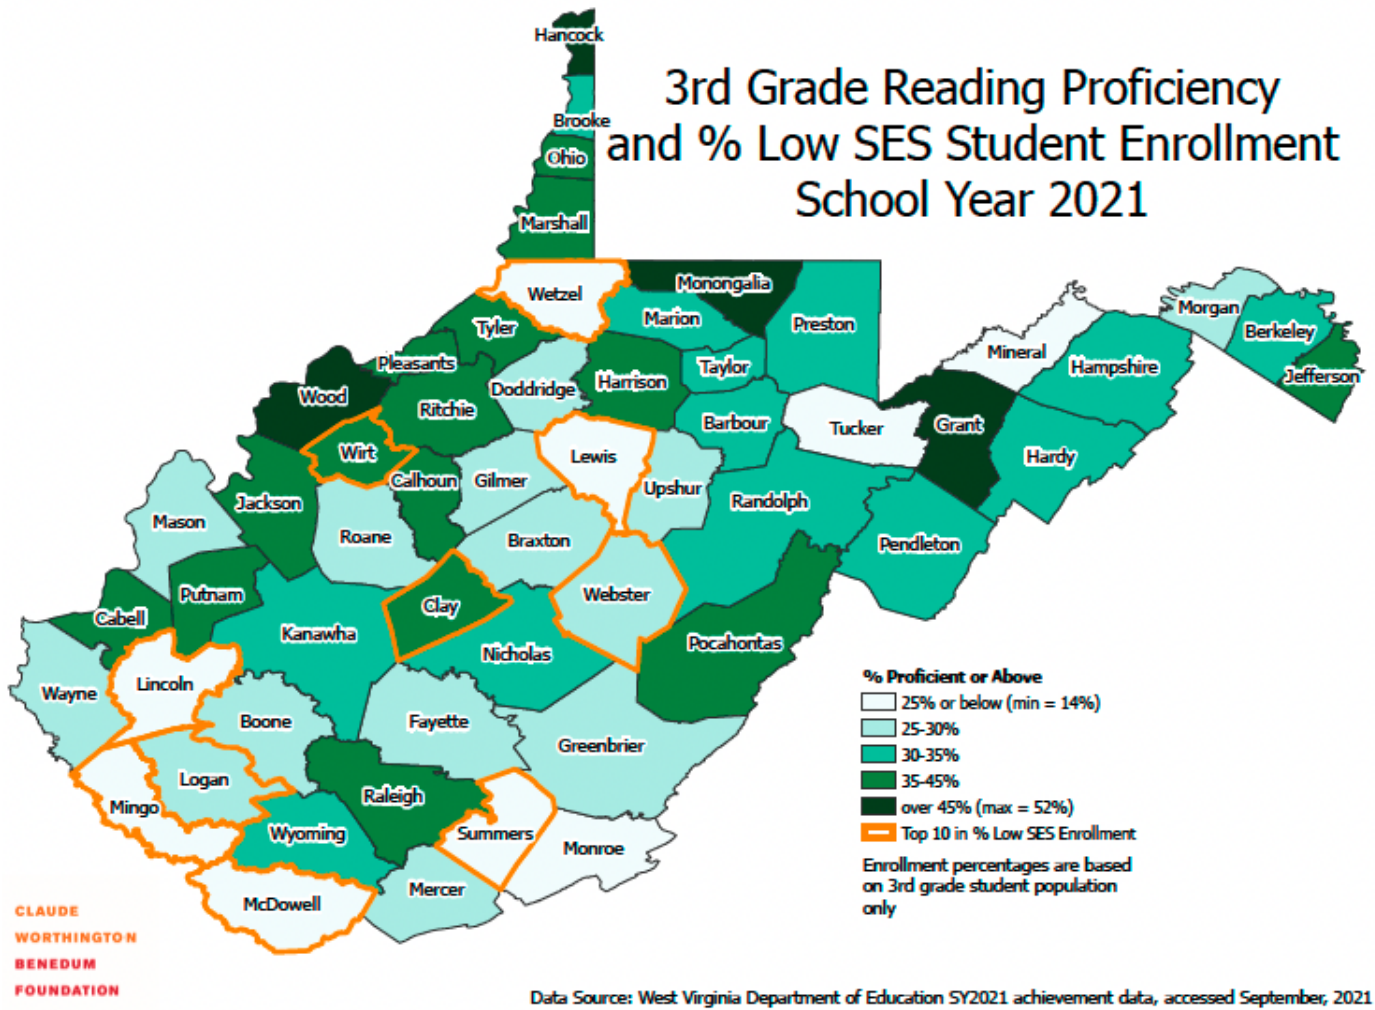 Hancock
3rd Grade Reading Proficiency
and % Low SES Student Enrollment
School Year 2021
Brooke
Ohio
Marshall
Wetzel
Monongalia
Marion
Preston
Tyler
Pleasants
Doddridge
Harrison
Taylor
Wood
Ritchie
Barbour
Tucker
Grant
Mineral
Hampshire
Morgan
Berkeley
Jefferson
Hardy
Wirt
Calhoun
Gilmer
Lewis
Upshur
Randolph
Jackson
Mason
Roane
Braxton
Pendleton
Webster
Putnam
Clay
Cabell
Kanawha
Nicholas
Pocahontas
Wayne
Lincoln
Boone
Fayette
Greenbrier
Logan
Mingo
Raleigh
Wyoming
Summers
Monroe
Mercer
McDowell
% Proficient or Above
25% or below (min = 14%)
25-30%
30-35%
35-45%
over 45% (max = 52%)
Top 10 in % Low SES Enrollment
Enrollment percentages are based
on 3rd grade student population
only
CLAUDE
WORTHINGTON
BENEDUM
FOUNDATION
Data Source: West Virginia Department of Education SY2021 achievement data, accessed September, 2021